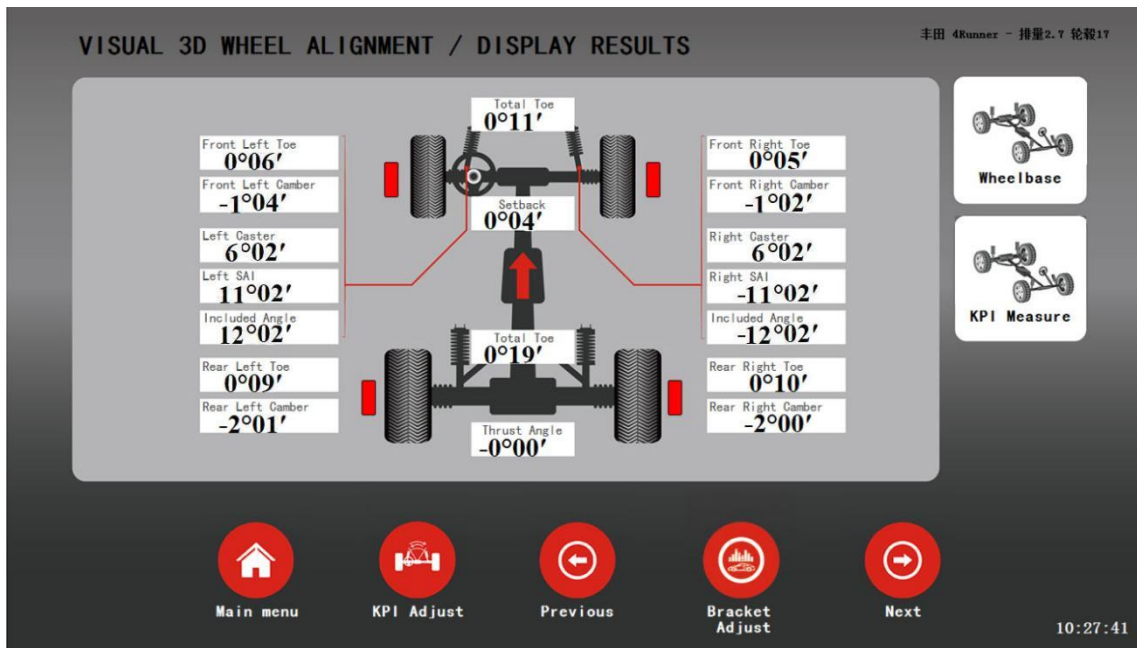 VISUAL 3D WHEEL ALIGNMENT / DISPLAY RESULTS
丰田 4Runner - 排量2.7 轮毂17
Total Toe
0°11′
Front Left Toe
0°06′
Front Left Camber
-1°04′
Left Caster
6°02′
Left SAI
11°02′
Included Angle
12°02′
Rear Left Toe
0°09′
Rear Left Camber
-2°01′
Setback
0°04′
Total Toe
0°19′
Thrust Angle
-0°00′
Front Right Toe
0°05′
Front Right Camber
-1°02′
Right Caster
6°02′
Right SAI
-11°02′
Included Angle
-12°02′
Rear Right Toe
0°10′
Rear Right Camber
-2°00′
Wheelbase
KPI Measure
Main menu
KPI Adjust
Previous
Bracket
Adjust
Next
10:27:41